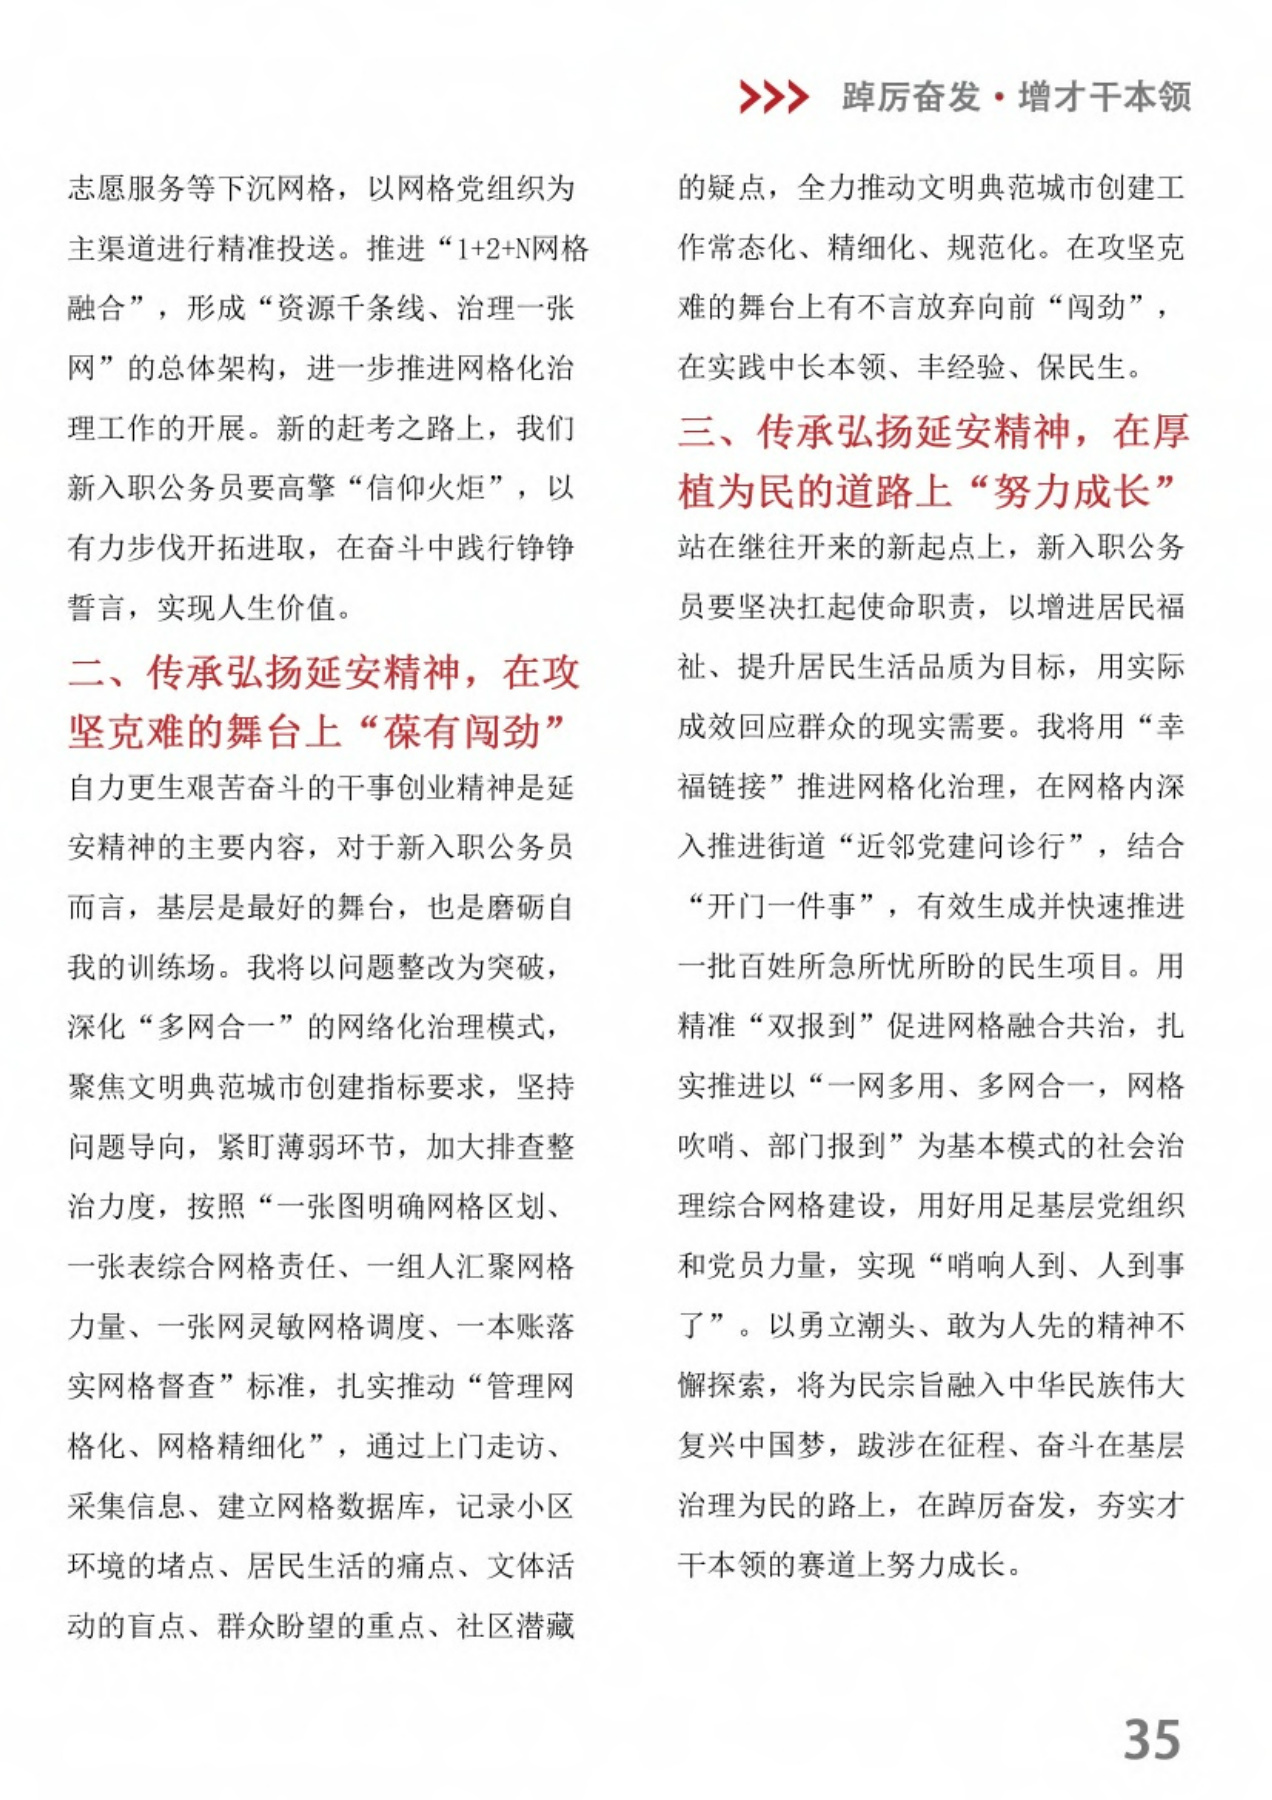 >>> 踔厉奋发·增才干本领
志愿服务等下沉网格，以网格党组织为
主渠道进行精准投送。推进“1+2+N网格
融合”，形成“资源千条线、治理一张
网”的总体架构，进一步推进网格化治
理工作的开展。新的赶考之路上，我们
新入职公务员要高擎“信仰火炬”，以
有力步伐开拓进取，在奋斗中践行铮铮
誓言，实现人生价值。
二、传承弘扬延安精神，在攻
坚克难的舞台上“葆有闯劲”
自力更生艰苦奋斗的干事创业精神是延
安精神的主要内容，对于新入职公务员
而言，基层是最好的舞台，也是磨砺自
我的训练场。我将以问题整改为突破，
深化“多网合一”的网络化治理模式，
聚焦文明典范城市创建指标要求，坚持
问题导向，紧盯薄弱环节，加大排查整
治力度，按照“一张图明确网格区划、
一张表综合网格责任、一组人汇聚网格
力量、一张网灵敏网格调度、一本账落
实网格督查”标准，扎实推动“管理网
格化、网格精细化”，通过上门走访、
采集信息、建立网格数据库，记录小区
环境的堵点、居民生活的痛点、文体活
动的盲点、群众盼望的重点、社区潜藏
的疑点，全力推动文明典范城市创建工
作常态化、精细化、规范化。在攻坚克
难的舞台上有不言放弃向前“闯劲”，
在实践中长本领、丰经验、保民生。
三、传承弘扬延安精神，在厚
植为民的道路上“努力成长”
站在继往开来的新起点上，新入职公务
员要坚决扛起使命职责，以增进居民福
祉、提升居民生活品质为目标，用实际
成效回应群众的现实需要。我将用“幸
福链接”推进网格化治理，在网格内深
入推进街道“近邻党建问诊行”，结合
“开门一件事”，有效生成并快速推进
一批百姓所急所忧所盼的民生项目。用
精准“双报到”促进网格融合共治，扎
实推进以“一网多用、多网合一，网格
吹哨、部门报到”为基本模式的社会治
理综合网格建设，用好用足基层党组织
和党员力量，实现“哨响人到、人到事
了”。以勇立潮头、敢为人先的精神不
懈探索，将为民宗旨融入中华民族伟大
复兴中国梦，跋涉在征程、奋斗在基层
治理为民的路上，在踔厉奋发，夯实才
干本领的赛道上努力成长。
35